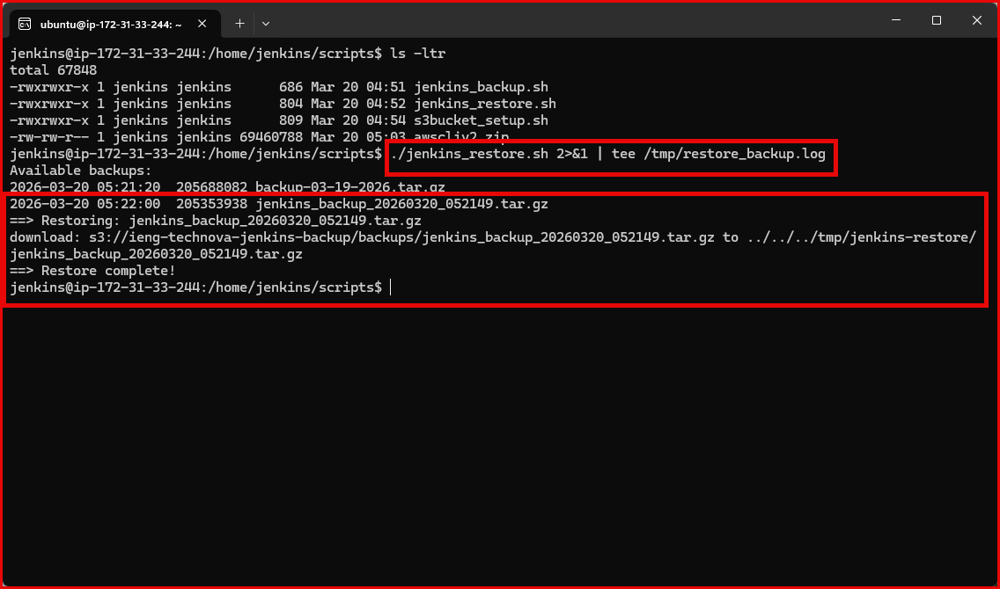 ubuntu@ip-172-31-33-244: ~
jenkins@ip-172-31-33-244:/home/jenkins/scripts$ ls -ltr
total 67848
-rwxrwxr-x 1 jenkins jenkins      686 Mar 20 04:51 jenkins_backup.sh
-rwxrwxr-x 1 jenkins jenkins      804 Mar 20 04:52 jenkins_restore.sh
-rwxrwxr-x 1 jenkins jenkins      809 Mar 20 04:54 s3bucket_setup.sh
-rw-rw-r-- 1 jenkins jenkins 69460788 Mar 20 05:03 awscliv2.zip
jenkins@ip-172-31-33-244:/home/jenkins/scripts$ ./jenkins_restore.sh 2>&1 | tee /tmp/restore_backup.log
Available backups:
2026-03-20 05:21:20  205688082 backup-03-19-2026.tar.gz
2026-03-20 05:22:00  205353938 jenkins_backup_20260320_052149.tar.gz
==> Restoring: jenkins_backup_20260320_052149.tar.gz
download: s3://ieng-technova-jenkins-backup/backups/jenkins_backup_20260320_052149.tar.gz to ../../../tmp/jenkins-restore/
jenkins_backup_20260320_052149.tar.gz
==> Restore complete!
jenkins@ip-172-31-33-244:/home/jenkins/scripts$